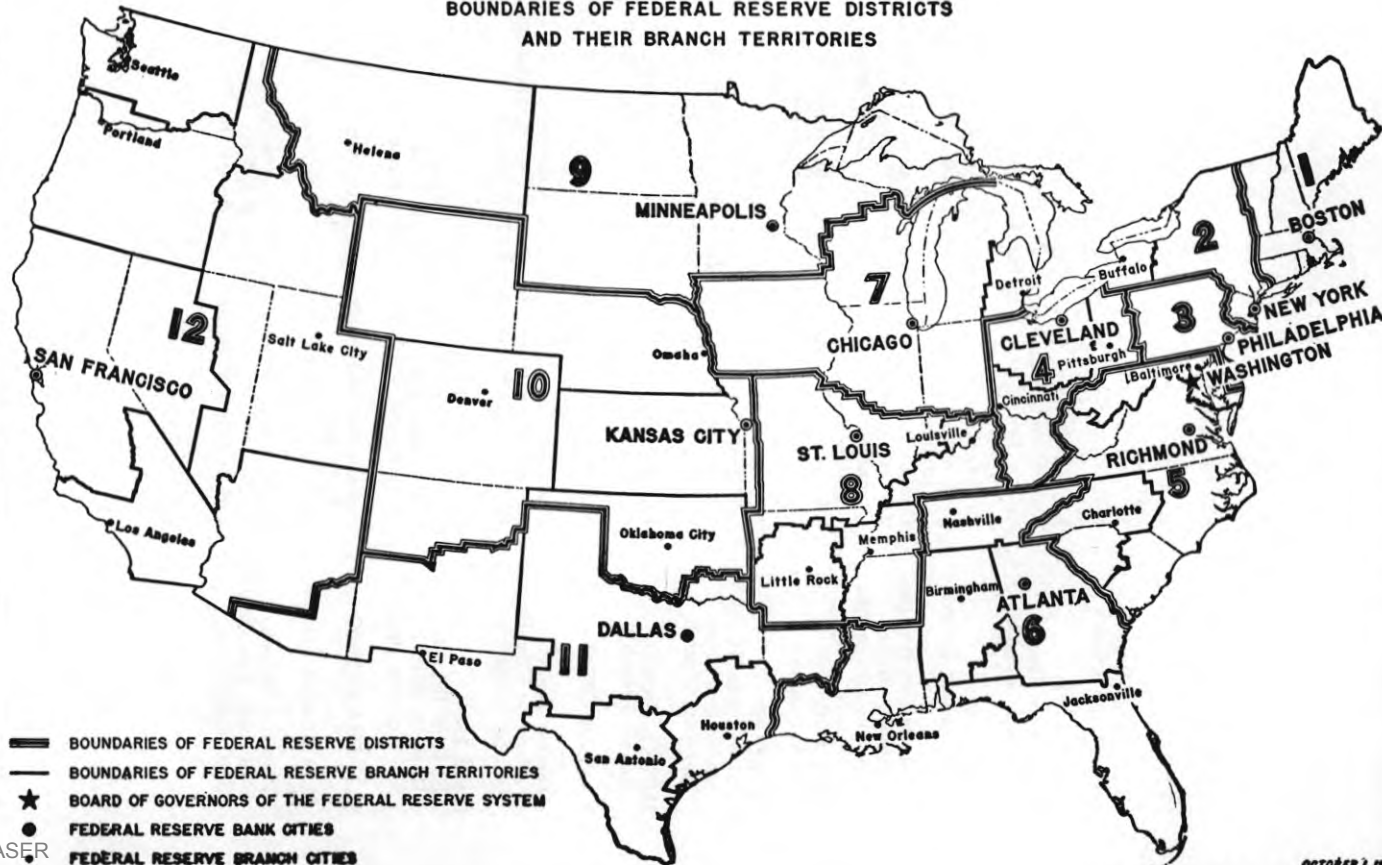 BOUNDARIES OF FEDERAL RESERVE DISTRICTS
AND THEIR BRANCH TERRITORIES
Seattle
Portland
Helena
9
MINNEAPOLIS
1
BOSTON
2
Buffalo
Detroit
7
3
NEW YORK
CLEVELAND
PHILADELPHIA
12
Salt Lake City
CHICAGO
4
Pittsburgh
Baltimore
WASHINGTON
SAN FRANCISCO
Omaha
10
Denver
Cincinnati
KANSAS CITY
ST. LOUIS
Louisville
RICHMOND
8
5
Los Angeles
Oklahoma City
Nashville
Charlotte
Memphis
Little Rock
Birmingham
ATLANTA
DALLAS
6
11
El Paso
Jacksonville
Houston
New Orleans
San Antonio
BOUNDARIES OF FEDERAL RESERVE DISTRICTS
BOUNDARIES OF FEDERAL RESERVE BRANCH TERRITORIES
BOARD OF GOVERNORS OF THE FEDERAL RESERVE SYSTEM
FEDERAL RESERVE BANK CITIES
FEDERAL RESERVE BRANCH CITIES
ASER
OCTOBER 1,